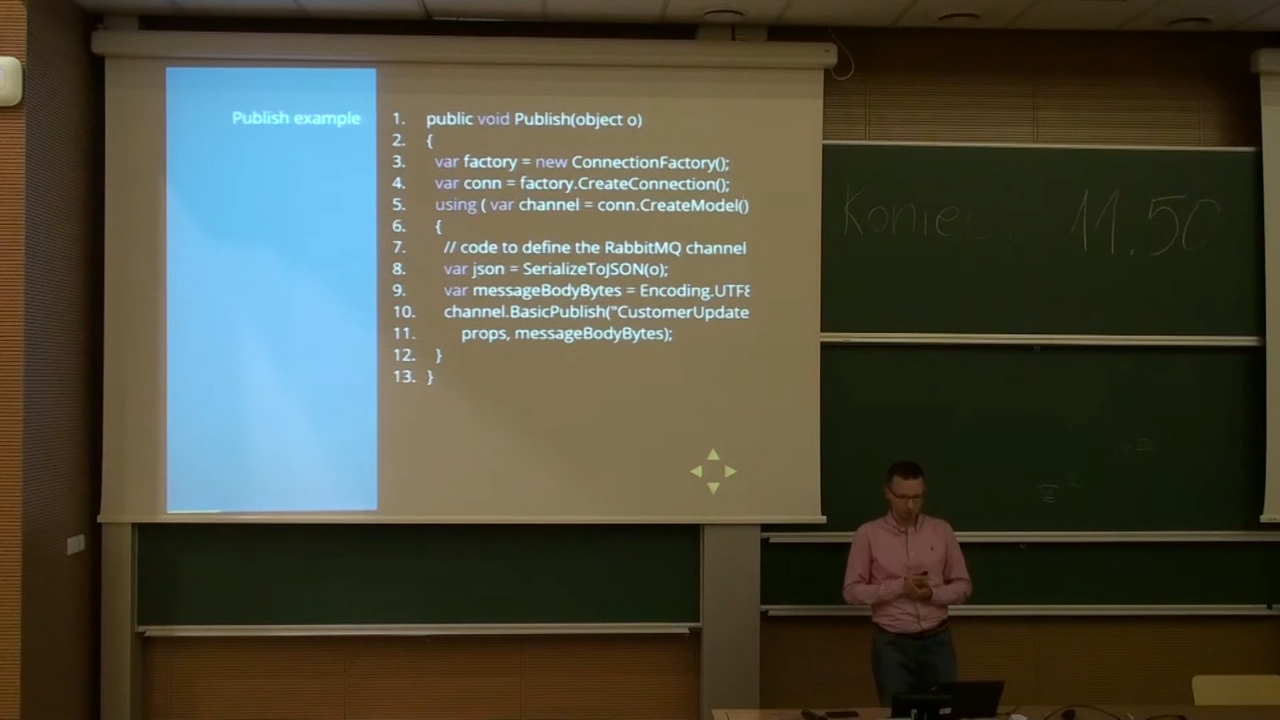 Publish example
1. public void Publish(object o)
2. {
3. var factory = new ConnectionFactory();
4. var conn = factory.CreateConnection();
5. using ( var channel = conn.CreateModel()
6. {
7. // code to define the RabbitMQ channel
8. var json = SerializeToJSON(o);
9. var messageBodyBytes = Encoding.UTF8
10. channel.BasicPublish("CustomerUpdate
11. props, messageBodyBytes);
12. }
13. }
Koniec 11.50